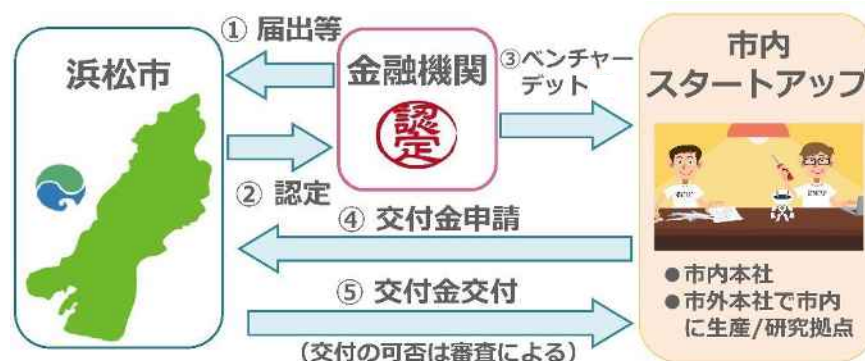 浜松市
① 届出等
金融機関
認定
② 認定
③ベンチャー
デット
市内
スタートアップ
④ 交付金申請
⑤ 交付金交付
(交付の可否は審査による)
●市内本社
●市外本社で市内
に生産/研究拠点